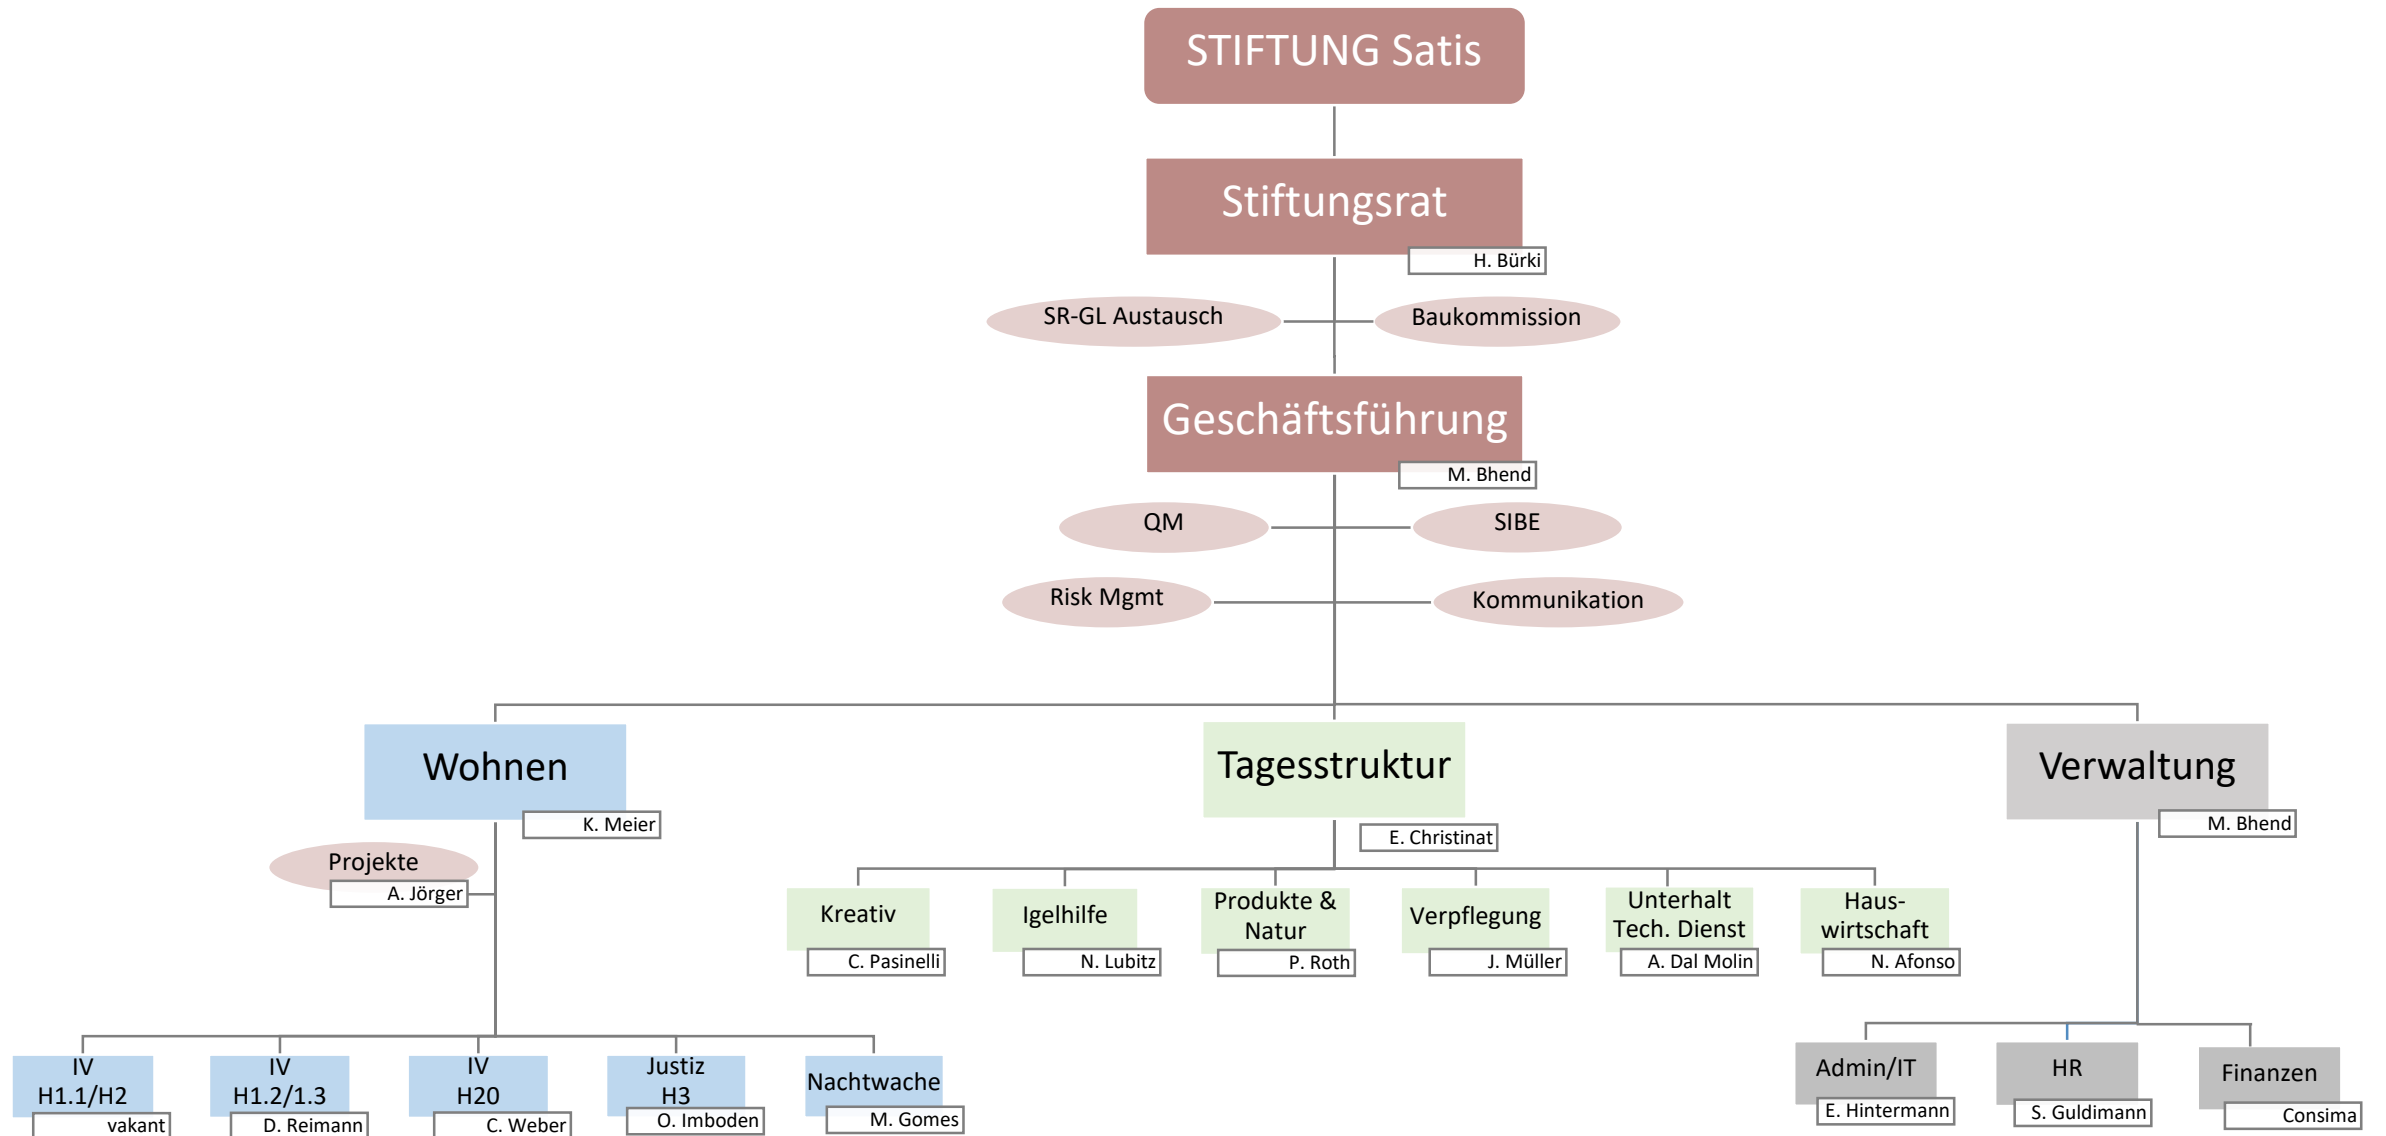 STIFTUNG Satis
Stiftungsrat
H. Bürki
SR-GL Austausch
Baukommission
Geschäftsführung
M. Bhend
QM
SIBE
Risk Mgmt
Kommunikation
Wohnen
K. Meier
Projekte
A. Jörger
Tagesstruktur
E. Christinat
Verwaltung
M. Bhend
Kreativ
C. Pasinelli
Igelhilfe
N. Lubitz
Produkte &
Natur
P. Roth
Verpflegung
J. Müller
Unterhalt
Tech. Dienst
A. Dal Molin
Haus-
wirtschaft
N. Afonso
IV
H1.1/H2
vakant
IV
H1.2/1.3
D. Reimann
IV
H20
C. Weber
Justiz
H3
O. Imboden
Nachtwache
M. Gomes
Admin/IT
E. Hintermann
HR
S. Guldimann
Finanzen
Consima